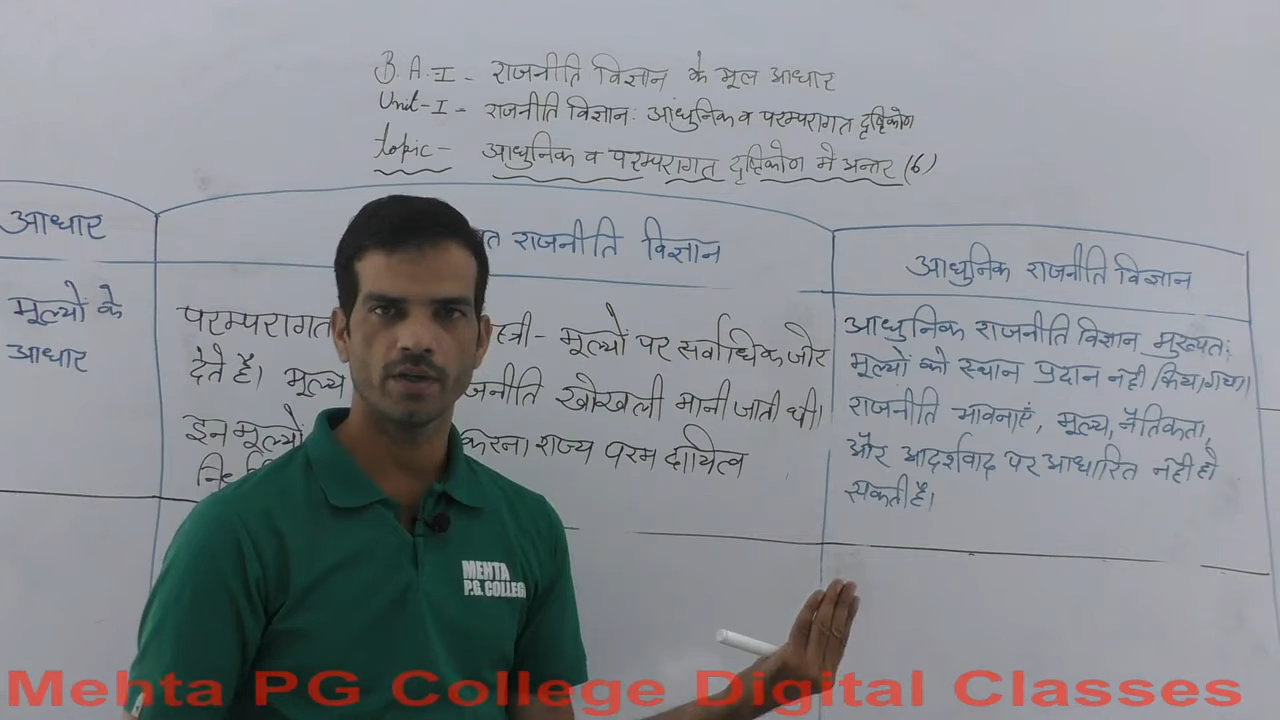 B.A.I - राजनीति विज्ञान के मूल आधार
Unit-I - राजनीति विज्ञान: आधुनिक व परम्परागत दृष्टिकोण
topic - आधुनिक व परम्परागत दृष्टिकोण में अन्तर (6)
आधार
त राजनीति विज्ञान
आधुनिक राजनीति विज्ञान
मूल्यों के
आधार
परम्परागत त्री - मूल्यों पर सर्वाधिक जोर
देते है। मूल्य जनीति खोखली मानी जाती थी।
इन मूल्यों करना राज्य परम दायित्व
आधुनिक राजनीति विज्ञान मुख्यत:
मूल्यों को स्थान प्रदान नही किया गया।
राजनीति भावनाएं, मूल्य, नैतिकता,
और आदर्शवाद पर आधारित नही हो
सकती है।
MEHTA
P.G. COLLEGE
Mehta PG College Digital Classes